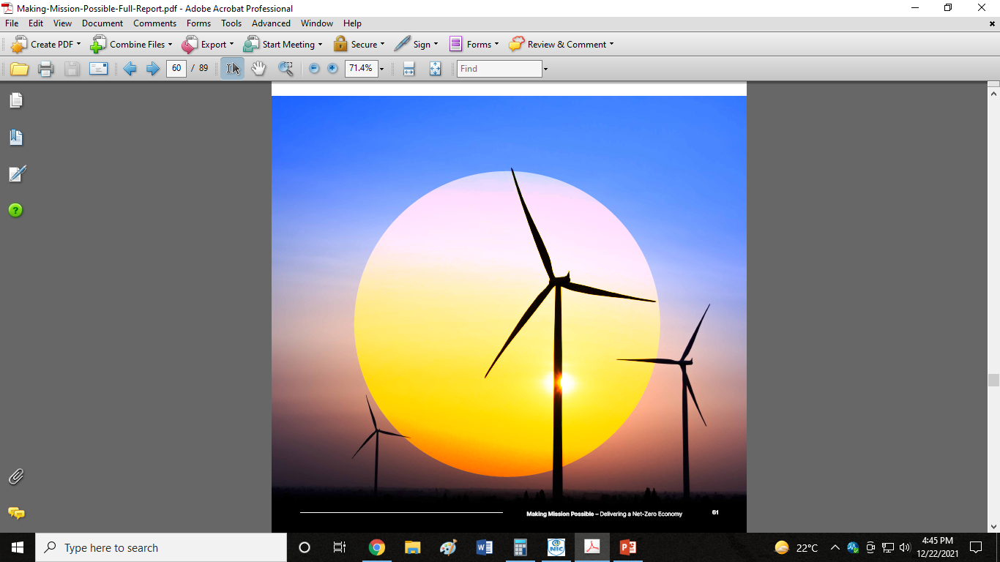 Making-Mission-Possible-Full-Report.pdf - Adobe Acrobat Professional
File Edit View Document Comments Forms Tools Advanced Window Help
Create PDF Combine Files Export Start Meeting Secure Sign Forms Review & Comment
60 / 89 71.4% Find
?
Making Mission Possible – Delivering a Net-Zero Economy 61
Type here to search
NIC
22°C
4:45 PM
12/22/2021